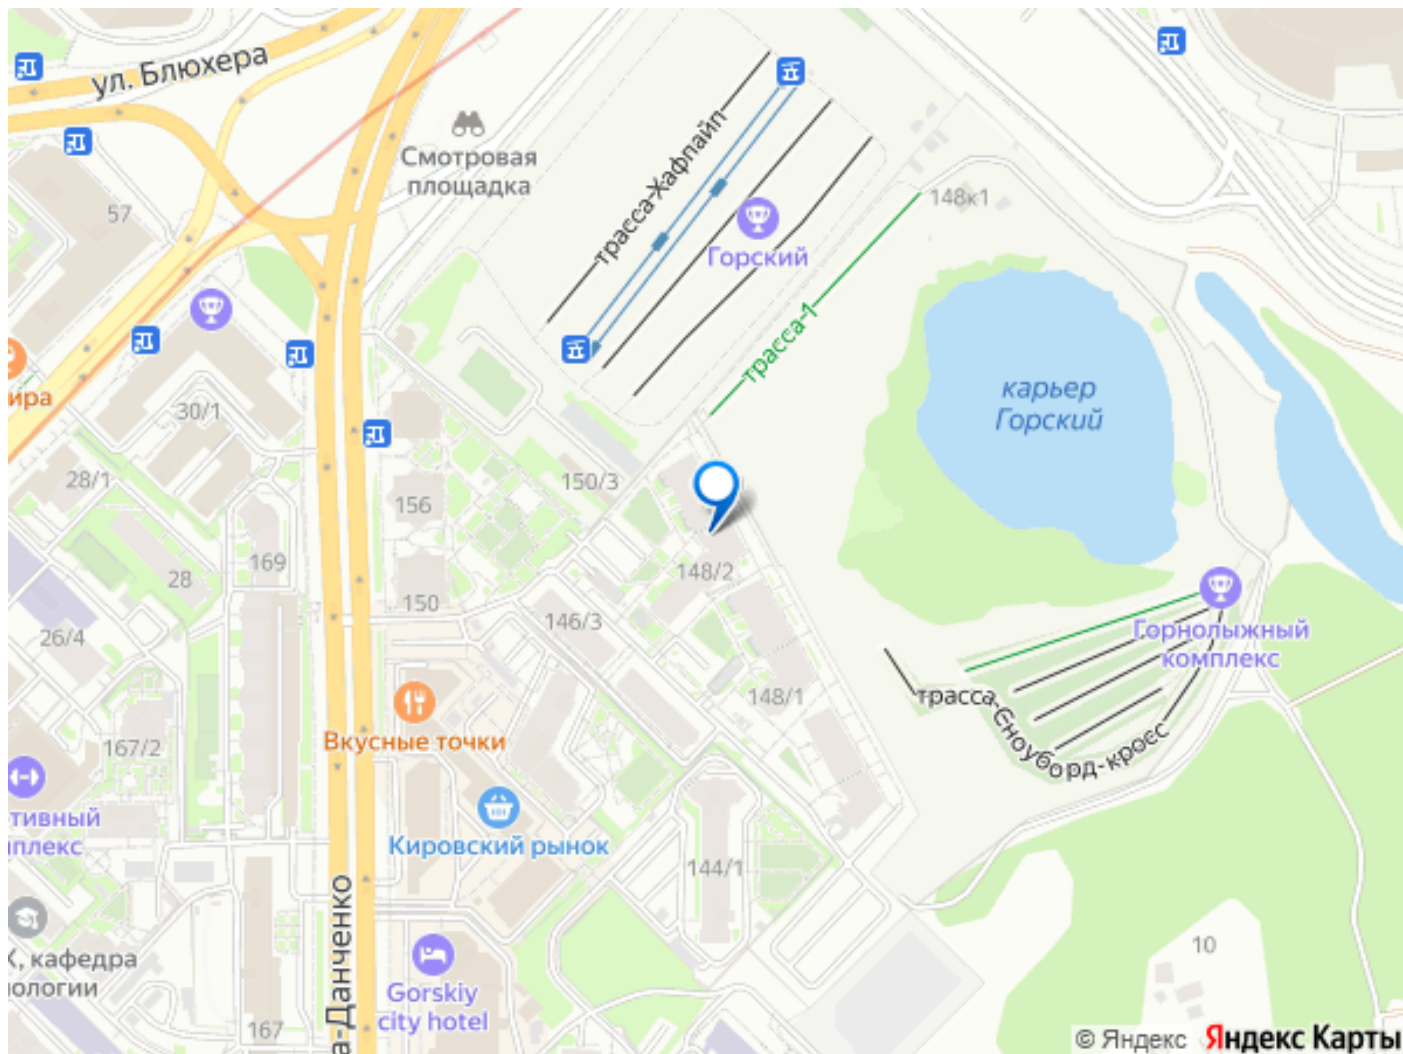 ул. Блюхера
Смотровая
площадка
57
трасса-Хафпайп
Горский
148к1
трасса-1
карьер
Горский
ира
30/1
28/1
150/3
156
169
28
148/2
150
146/3
26/4
Горнолыжный
комплекс
трасса-Сноуборд-кросс
148/1
Вкусные точки
167/2
тивный
плекс
Кировский рынок
144/1
а-Данченко
Х, кафедра
ологии
10
Gorskiy
city hotel
167
© Яндекс Яндекс Карты